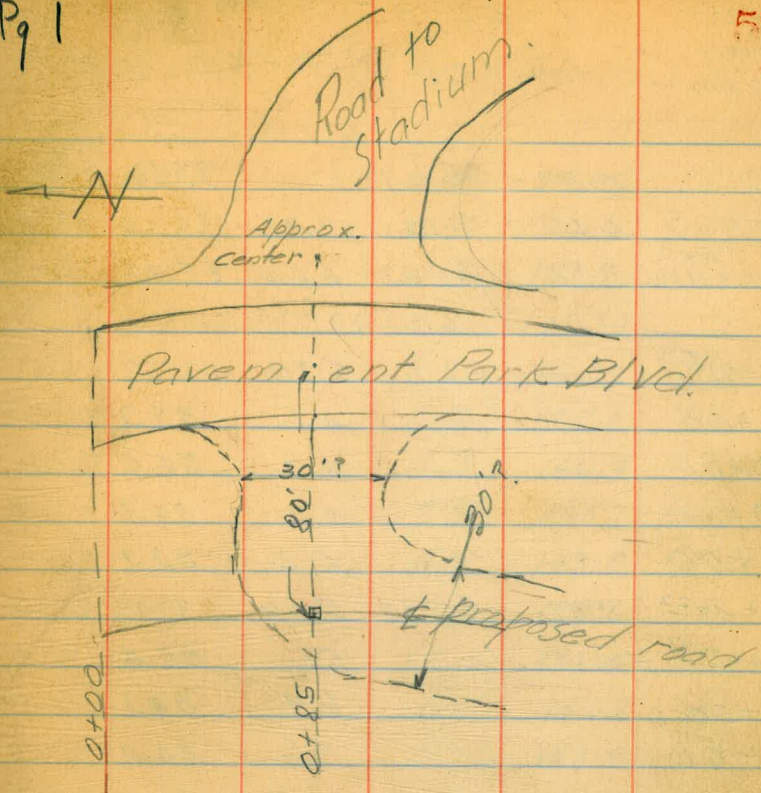 Pg 1
5
Road to
Stadium.
N
Approx.
Center
Pavement Park Blvd.
30'?
80'
30'?
℄ proposed road
0+00
0+85